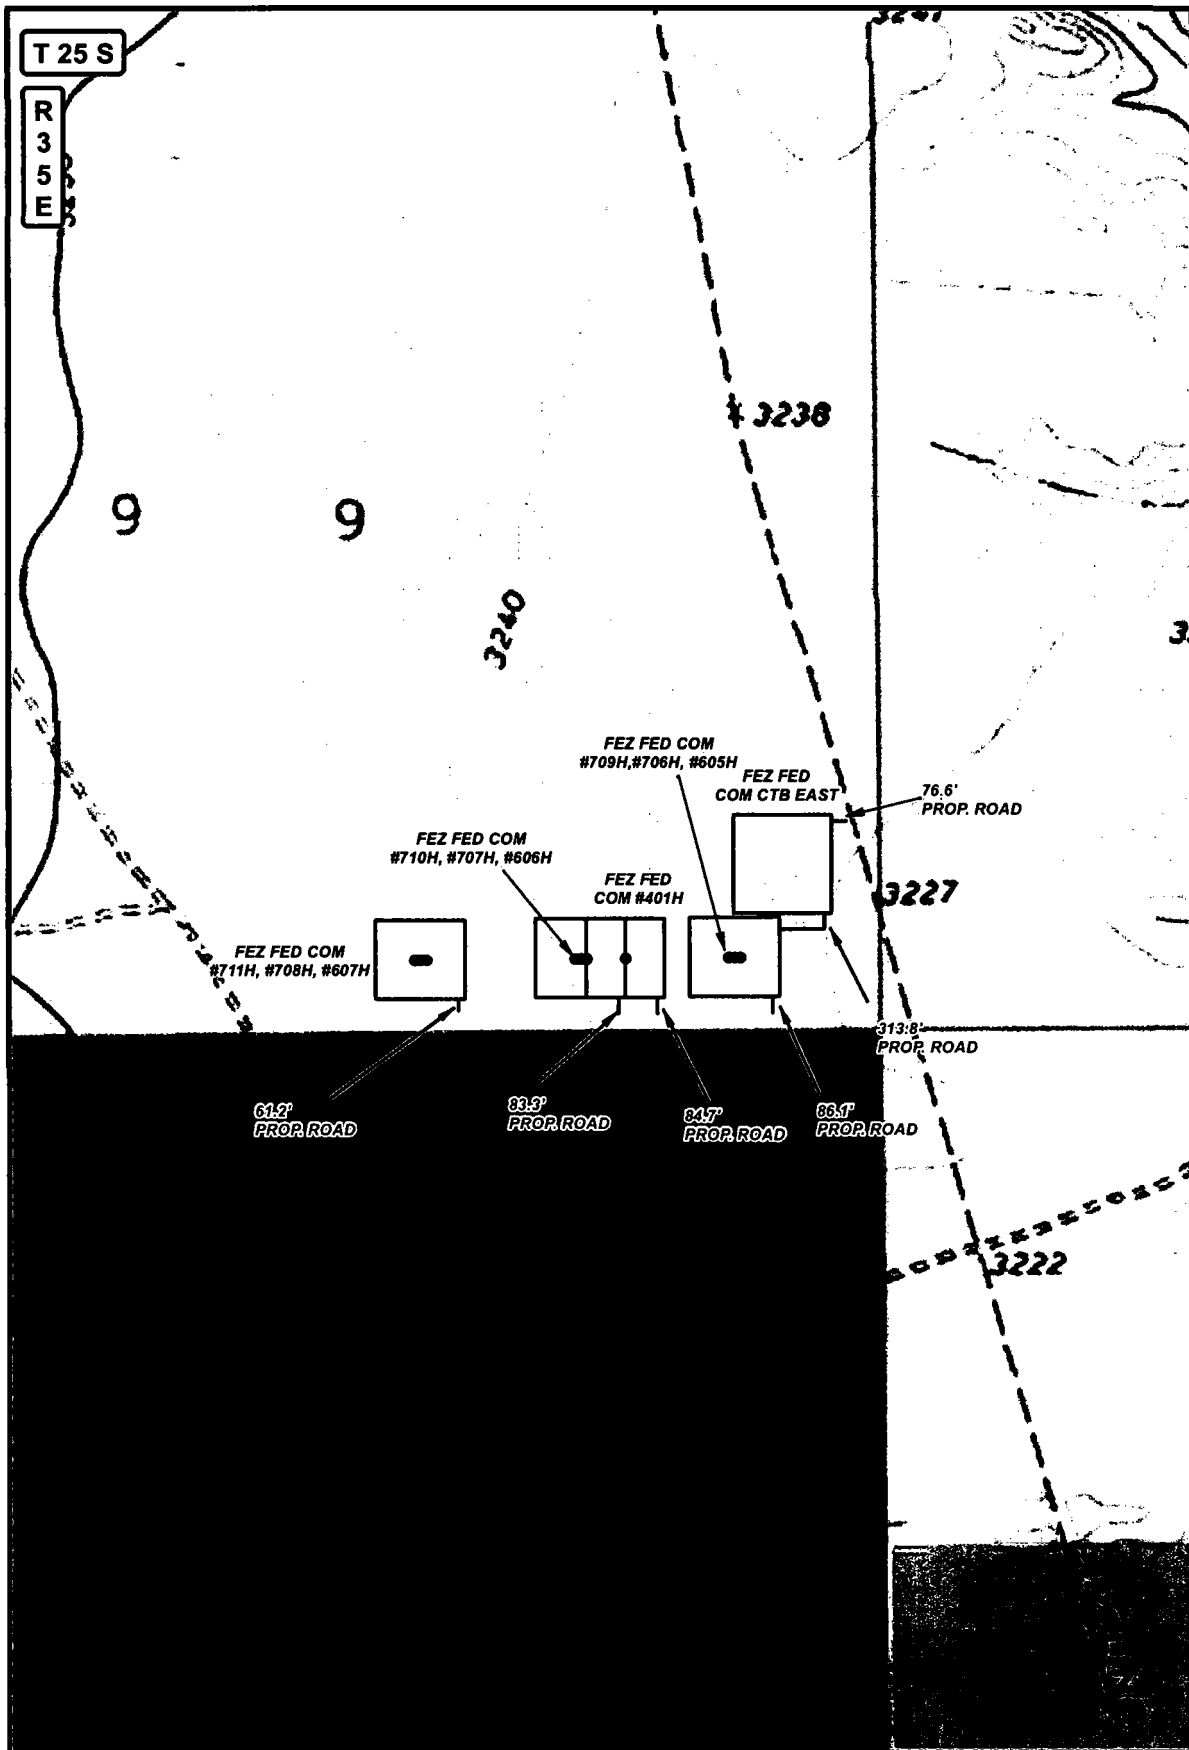 T 25 S
R
3
5
E
3241
3238
9
9
3240
FEZ FED COM
#709H,#706H, #605H
FEZ FED
COM CTB EAST
76.6'
PROP. ROAD
FEZ FED COM
#710H, #707H, #606H
FEZ FED
COM #401H
3227
FEZ FED COM
#711H, #708H, #607H
313.8'
PROP. ROAD
61.2'
PROP. ROAD
83.3'
PROP. ROAD
84.7'
PROP. ROAD
86.1'
PROP. ROAD
3222